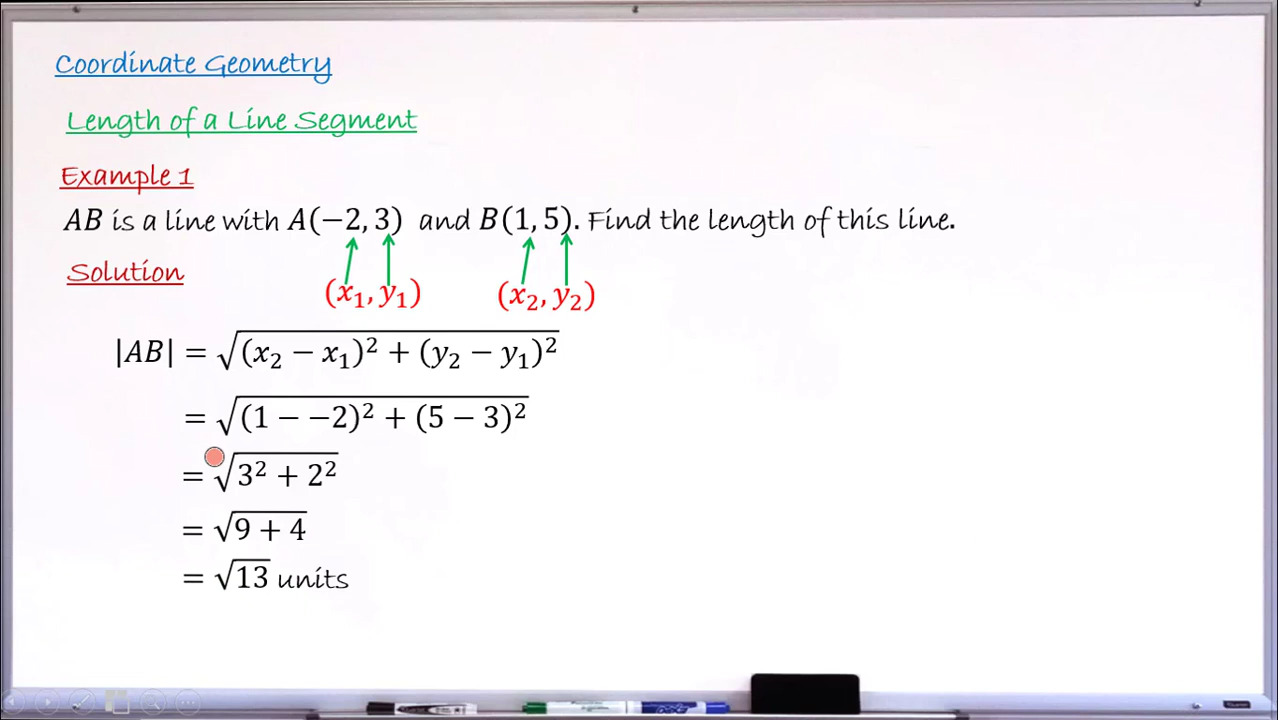 Coordinate Geometry
Length of a Line Segment
Example 1
AB is a line with A(−2, 3) and B(1, 5). Find the length of this line.
Solution
(x₁, y₁) (x₂, y₂)
|AB| = √((x₂ − x₁)² + (y₂ − y₁)²)
= √((1 − −2)² + (5 − 3)²)
= √(3² + 2²)
= √(9 + 4)
= √13 units